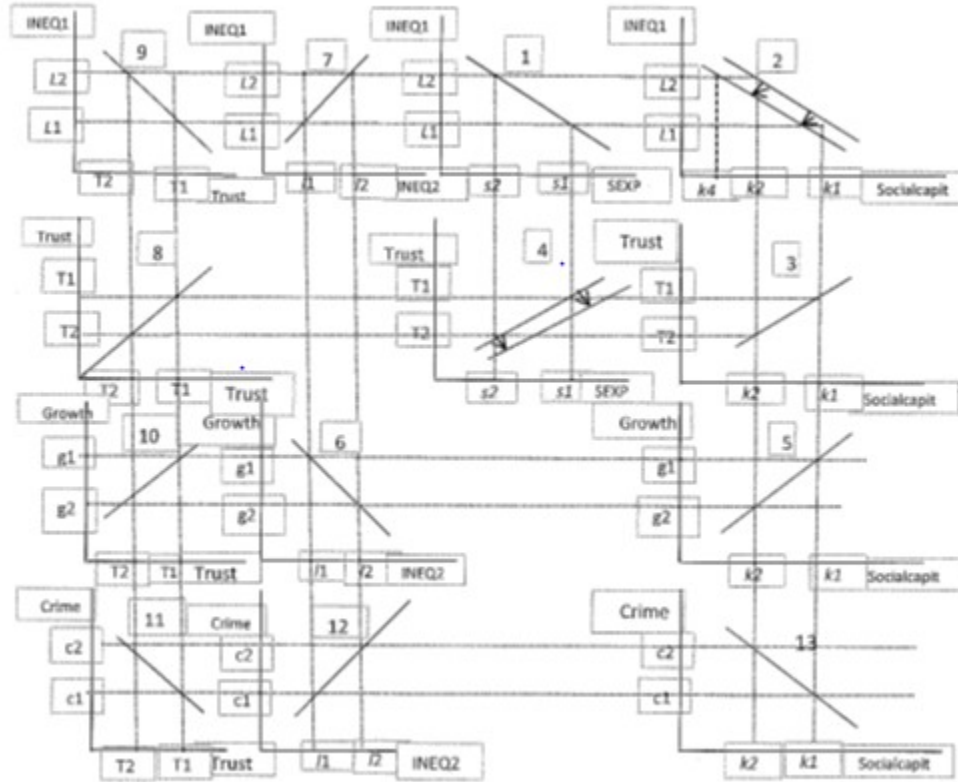 INEQ1 9 INEQ1 7 INEQ1 1 INEQ1 2
L2 L2 L2 L2
L1 L1 L1 L1
T2 T1 Trust I1 I2 INEQ2 s2 s1 SEXP k4 k2 k1 Socialcapit
Trust 8 Trust 4 Trust 3
T1 T1 T1
T2 T2 T2
T2 T1 Trust s2 s1 SEXP k2 k1 Socialcapit
Growth 10 Growth 6 Growth 5
g1 g1 g1
g2 g2 g2
T2 T1 Trust I1 I2 INEQ2 k2 k1 Socialcapit
Crime 11 Crime 12 Crime 13
c2 c2 c2
c1 c1 c1
T2 T1 Trust I1 I2 INEQ2 k2 k1 Socialcapit